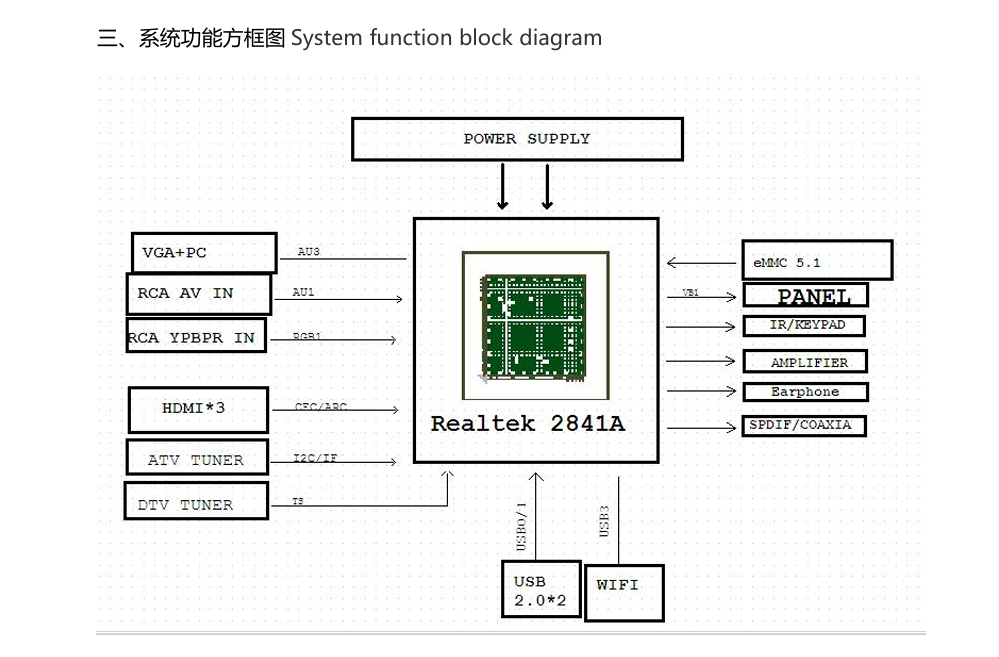 三、系统功能方框图 System function block diagram
POWER SUPPLY
VGA+PC
AU3
RCA AV IN
AU1
RCA YPBPR IN
RGB1
HDMI*3
CEC/ARC
ATV TUNER
I2C/IF
DTV TUNER
TS
Realtek 2841A
eMMC 5.1
VB1
PANEL
IR/KEYPAD
AMPLIFIER
Earphone
SPDIF/COAXIA
USB0/1
USB3
USB
2.0*2
WIFI